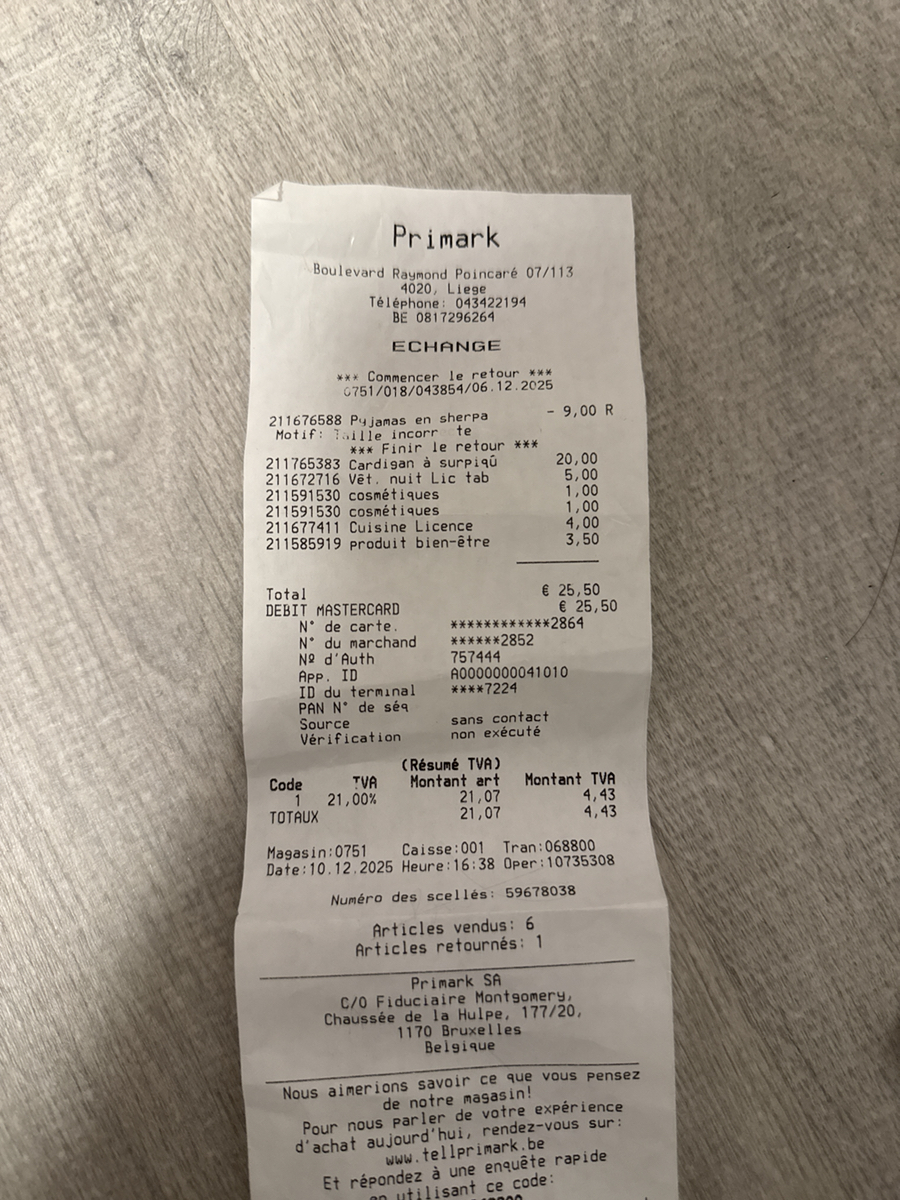 Primark
Boulevard Raymond Poincaré 07/113
4020, Liege
Téléphone: 043422194
BE 0817296264
ECHANGE
*** Commencer le retour ***
0751/018/043854/06.12.2025
211676588 Pyjamas en sherpa - 9,00 R
Motif: Taille incorr te
*** Finir le retour ***
211765383 Cardigan à surpiqû 20,00
211672716 Vêt. nuit Lic tab 5,00
211591530 cosmétiques 1,00
211591530 cosmétiques 1,00
211677411 Cuisine Licence 4,00
211585919 produit bien-être 3,50
Total € 25,50
DEBIT MASTERCARD € 25,50
N° de carte. ************2864
N° du marchand ******2852
Nº d'Auth 757444
App. ID A0000000041010
ID du terminal ****7224
PAN N° de séq
Source sans contact
Vérification non exécuté
(Résumé TVA)
Code TVA Montant art Montant TVA
1 21,00% 21,07 4,43
TOTAUX 21,07 4,43
Magasin:0751 Caisse:001 Tran:068800
Date:10.12.2025 Heure:16:38 Oper:10735308
Numéro des scellés: 59678038
Articles vendus: 6
Articles retournés: 1
Primark SA
C/O Fiduciaire Montgomery,
Chaussée de la Hulpe, 177/20,
1170 Bruxelles
Belgique
Nous aimerions savoir ce que vous pensez
de notre magasin!
Pour nous parler de votre expérience
d'achat aujourd'hui, rendez-vous sur:
www.tellprimark.be
Et répondez à une enquête rapide
en utilisant ce code: